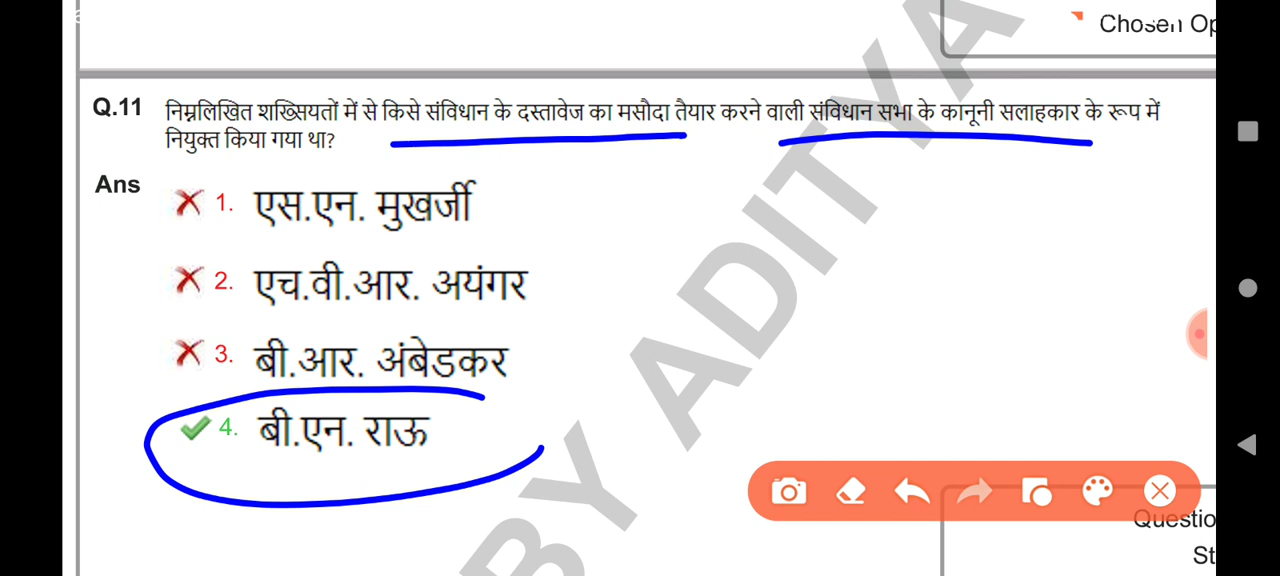 Chosen Op
Q.11 निम्नलिखित शख्सियतों में से किसे संविधान के दस्तावेज का मसौदा तैयार करने वाली संविधान सभा के कानूनी सलाहकार के रूप में
नियुक्त किया गया था?
Ans
1. एस.एन. मुखर्जी
2. एच.वी.आर. अयंगर
3. बी.आर. अंबेडकर
4. बी.एन. राऊ
BY ADITYA
Questio
St